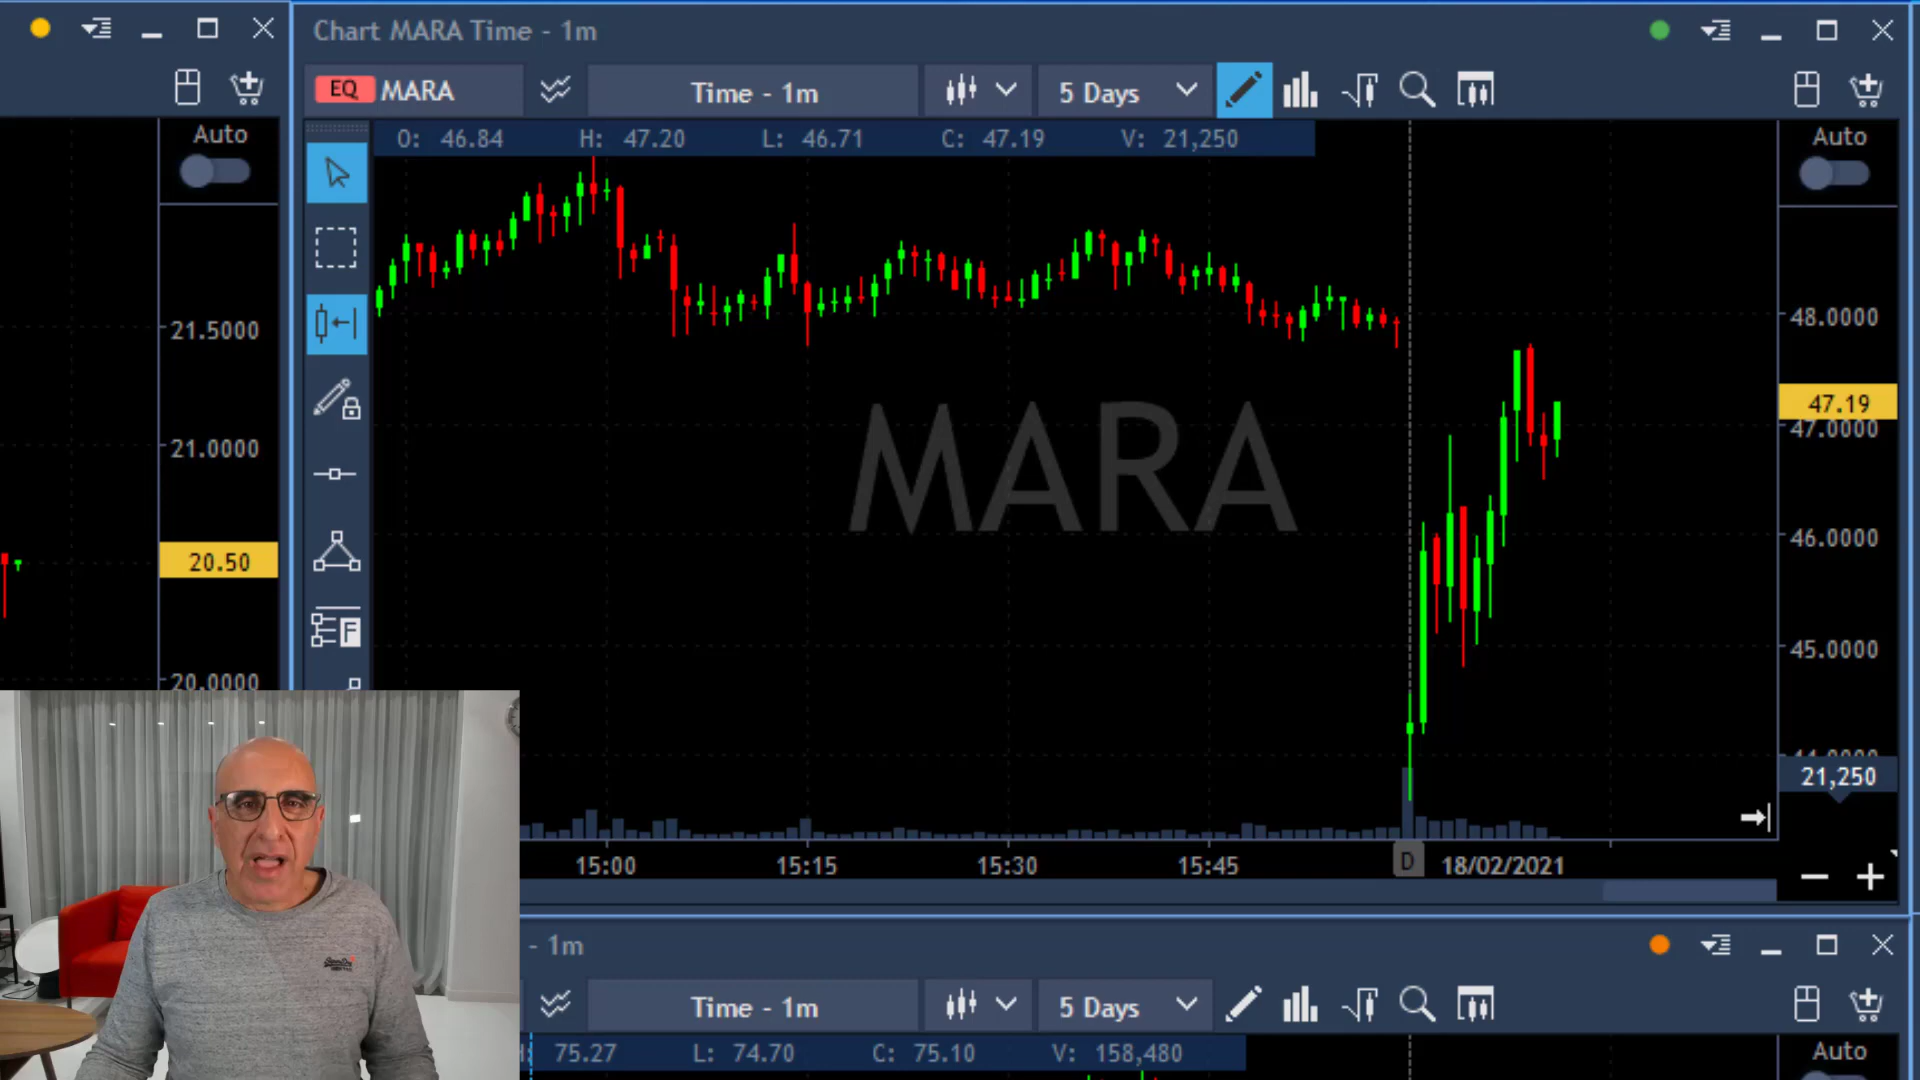 Chart MARA Time - 1m
EQ MARA
Time - 1m
5 Days
Auto
Auto
O: 46.84 H: 47.20 L: 46.71 C: 47.19 V: 21,250
MARA
21.5000
21.0000
20.50
20.0000
48.0000
47.19
47.0000
46.0000
45.0000
44.0000
21,250
F
15:00
15:15
15:30
15:45
D
18/02/2021
- 1m
Time - 1m
5 Days
75.27 L: 74.70 C: 75.10 V: 158,480
Auto